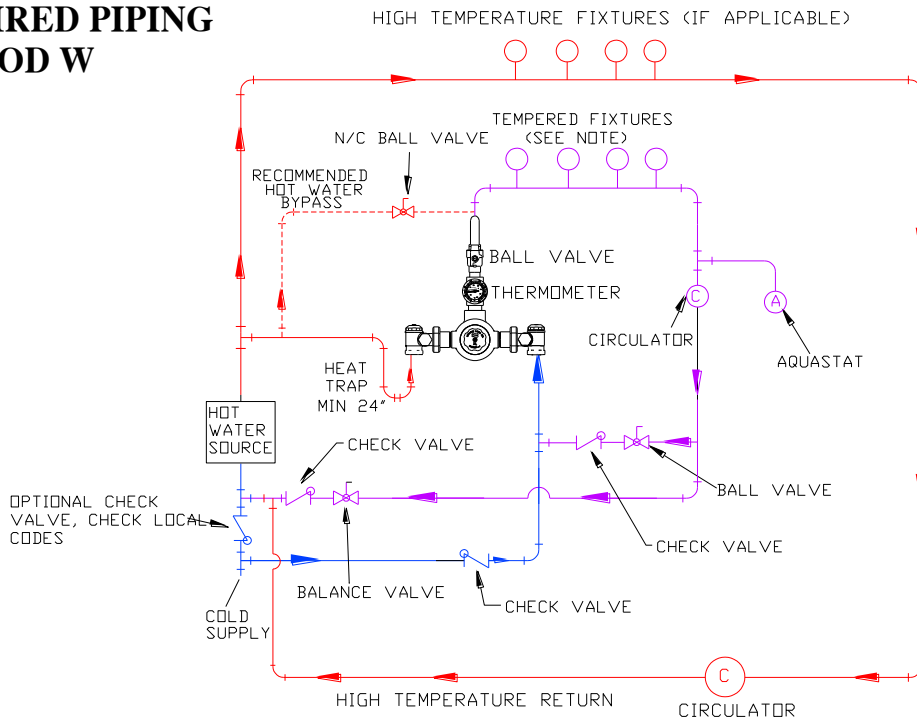 IRED PIPING
OD W
HIGH TEMPERATURE FIXTURES (IF APPLICABLE)
TEMPERED FIXTURES
(SEE NOTE)
N/C BALL VALVE
RECOMMENDED
HOT WATER
BYPASS
BALL VALVE
THERMOMETER
C
A
CIRCULATOR
AQUASTAT
HEAT
TRAP
MIN 24"
HOT
WATER
SOURCE
CHECK VALVE
BALL VALVE
OPTIONAL CHECK
VALVE, CHECK LOCAL
CODES
CHECK VALVE
BALANCE VALVE
CHECK VALVE
COLD
SUPPLY
C
HIGH TEMPERATURE RETURN
CIRCULATOR